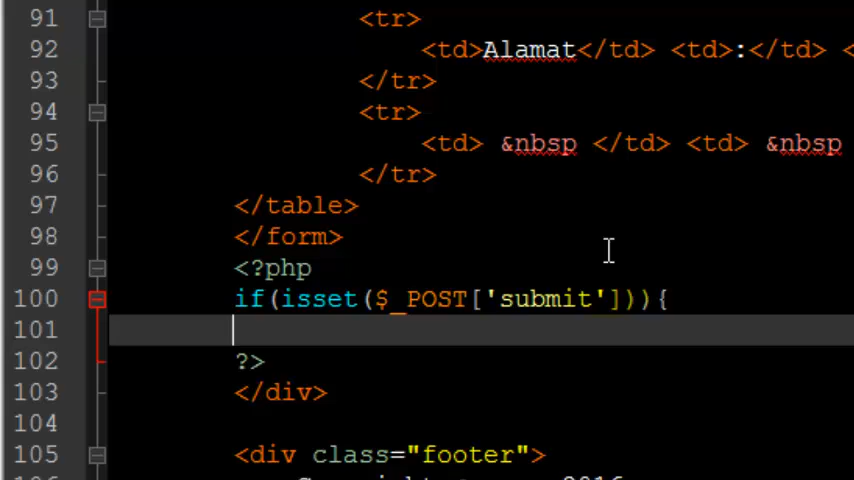 91 <tr>
92 <td>Alamat</td> <td>:</td> <
93 </tr>
94 <tr>
95 <td> &nbsp </td> <td> &nbsp
96 </tr>
97 </table>
98 </form>
99 <?php
100 if(isset($_POST['submit'])){
101
102 ?>
103 </div>
104
105 <div class="footer">